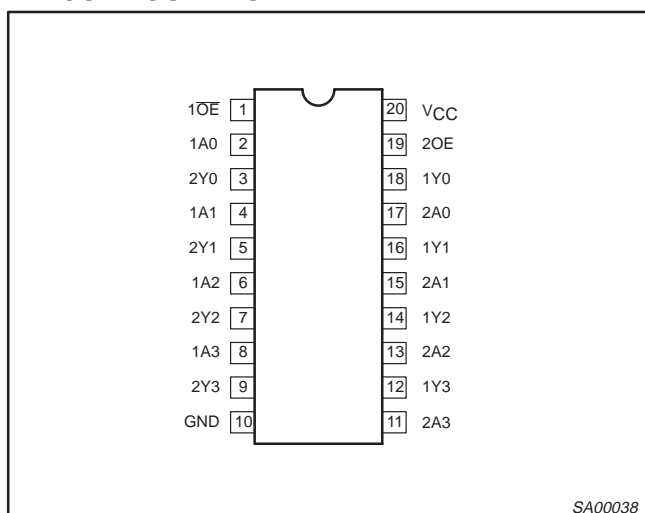 1O̅E̅ 1 20 VCC
1A0 2 19 2OE
2Y0 3 18 1Y0
1A1 4 17 2A0
2Y1 5 16 1Y1
1A2 6 15 2A1
2Y2 7 14 1Y2
1A3 8 13 2A2
2Y3 9 12 1Y3
GND 10 11 2A3
SA00038